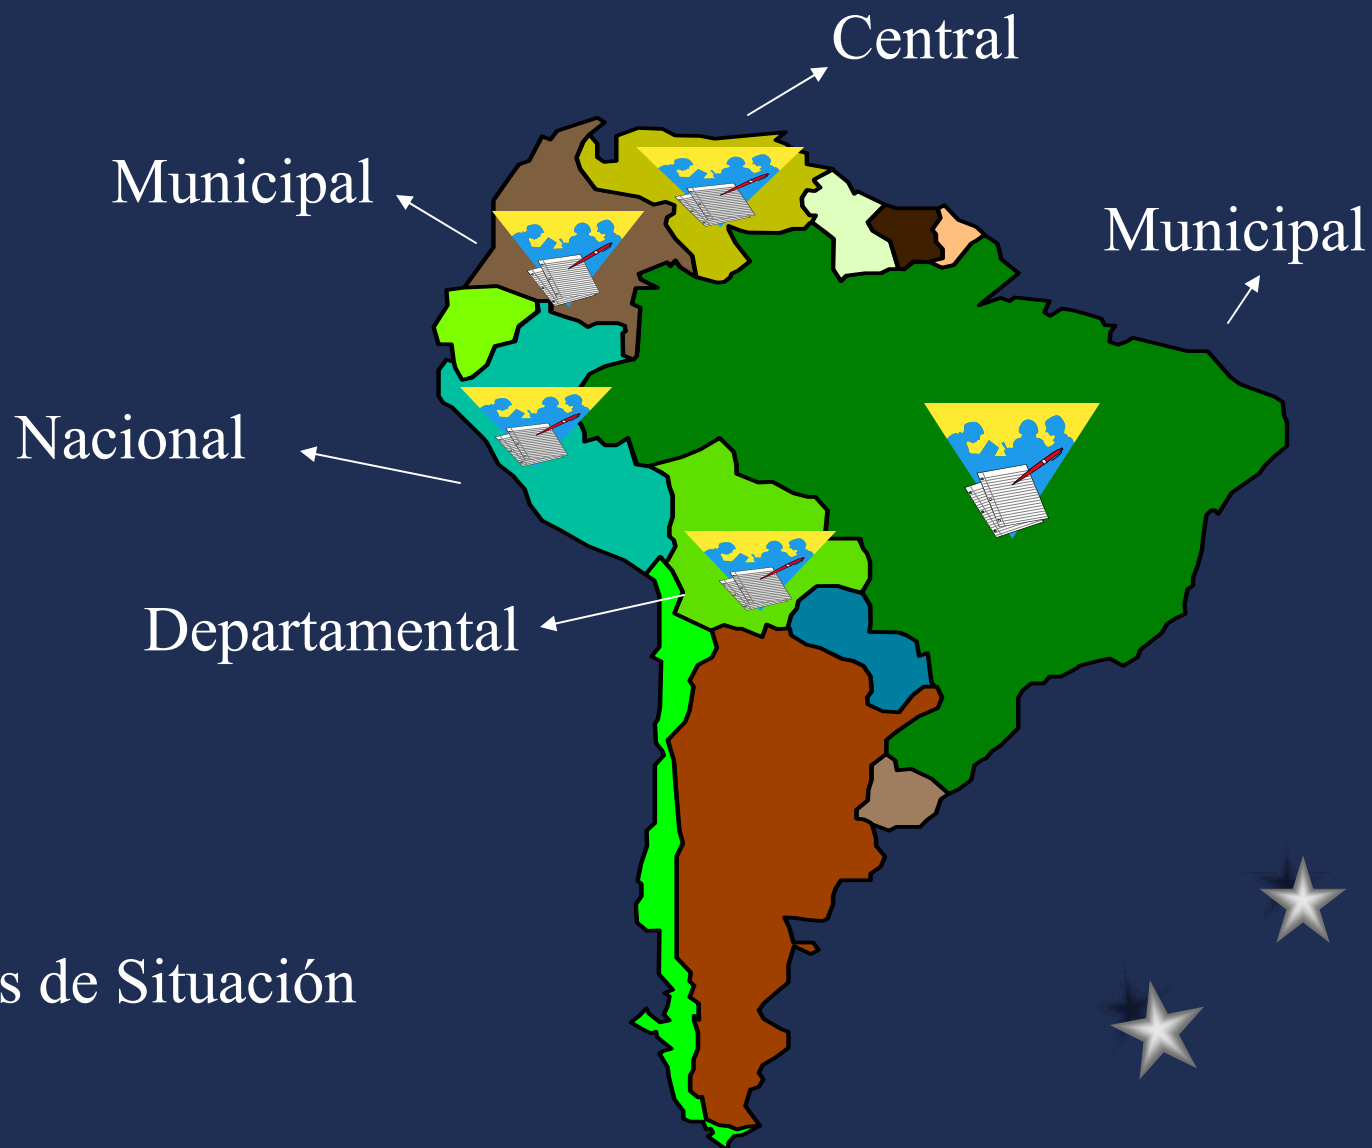 Central
Municipal
Municipal
Nacional
Departamental
s de Situación